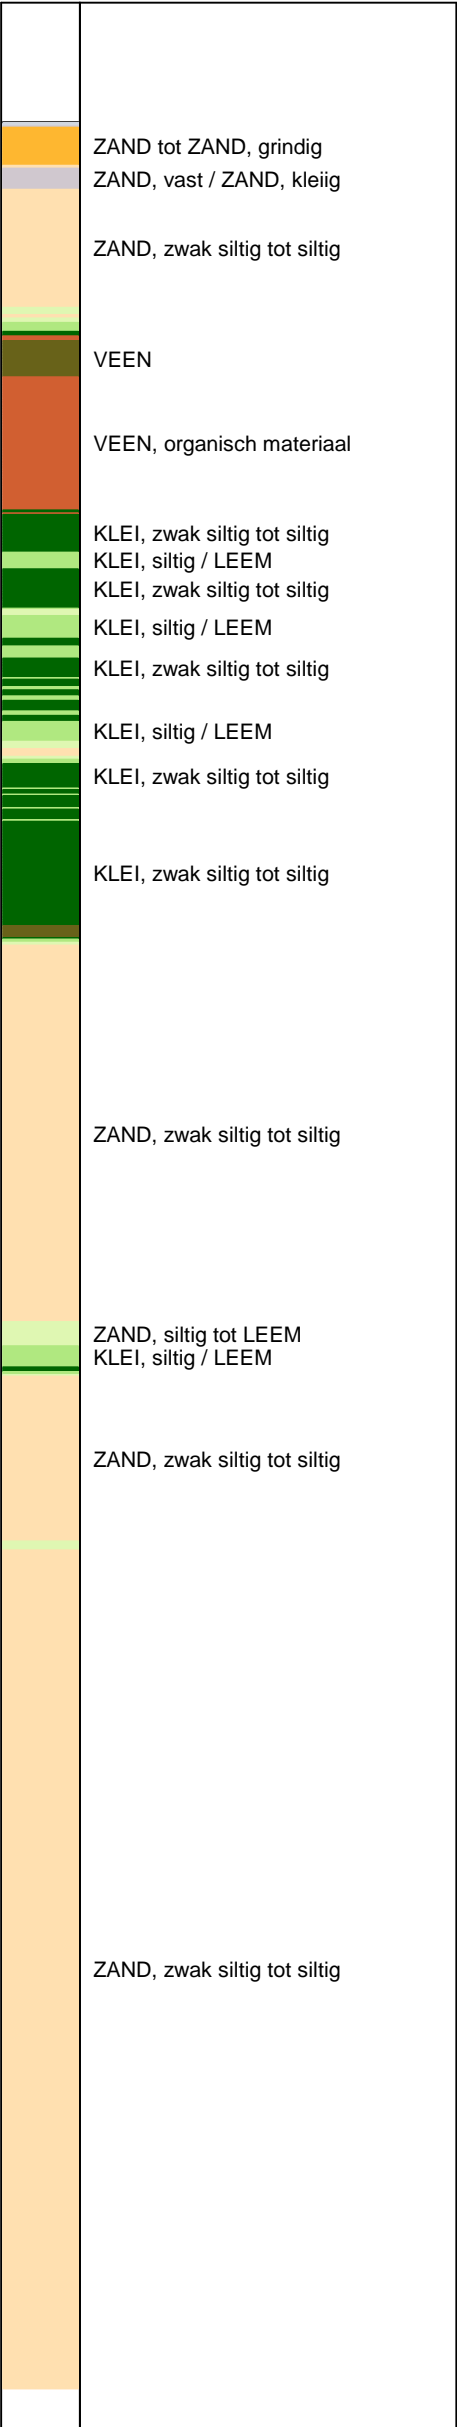 ZAND tot ZAND, grindig
ZAND, vast / ZAND, kleiig
ZAND, zwak siltig tot siltig
VEEN
VEEN, organisch materiaal
KLEI, zwak siltig tot siltig
KLEI, siltig / LEEM
KLEI, zwak siltig tot siltig
KLEI, siltig / LEEM
KLEI, zwak siltig tot siltig
KLEI, siltig / LEEM
KLEI, zwak siltig tot siltig
KLEI, zwak siltig tot siltig
ZAND, zwak siltig tot siltig
ZAND, siltig tot LEEM
KLEI, siltig / LEEM
ZAND, zwak siltig tot siltig
ZAND, zwak siltig tot siltig